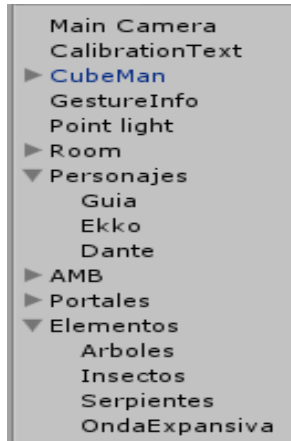 Main Camera
CalibrationText
CubeMan
GestureInfo
Point light
Room
Personajes
Guia
Ekko
Dante
AMB
Portales
Elementos
Arboles
Insectos
Serpientes
OndaExpansiva